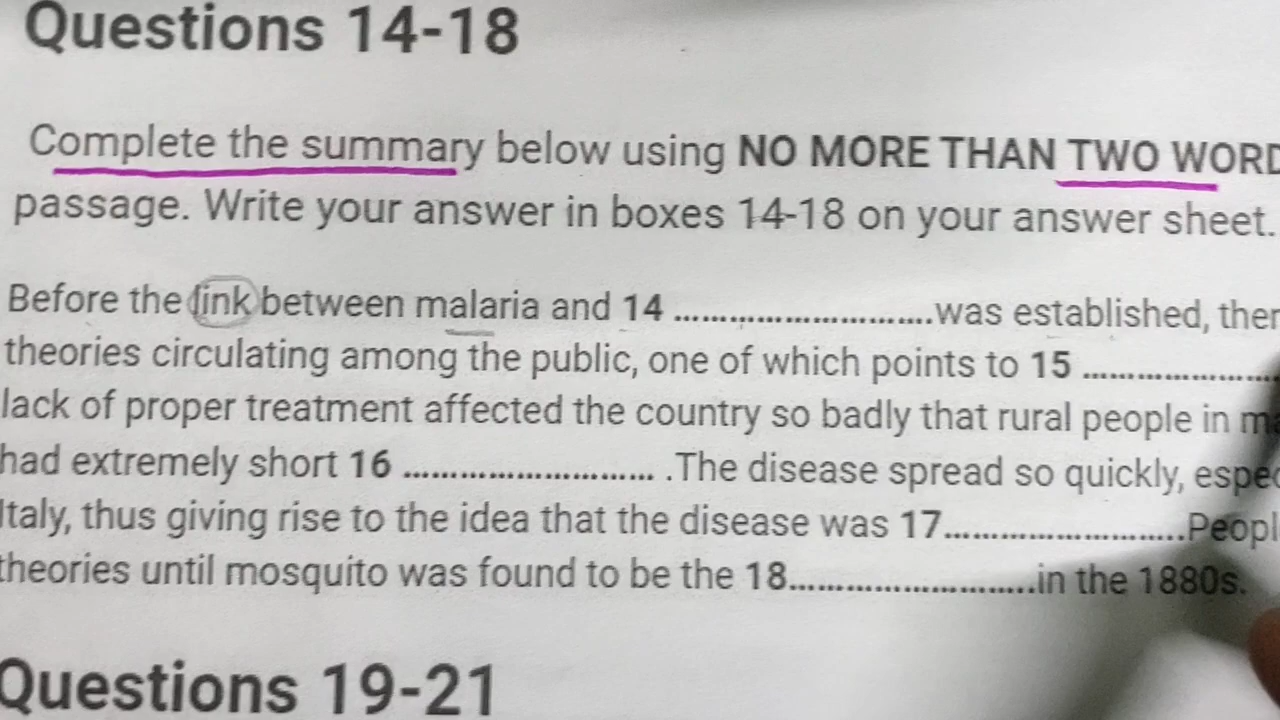 Questions 14-18
Complete the summary below using NO MORE THAN TWO
passage. Write your answer in boxes 14-18 on your answer sheet.
Before the link between malaria and 14 ..............................was established,
theories circulating among the public, one of which points to 15 ........................
lack of proper treatment affected the country so badly that rural people in
had extremely short 16 ............................. .The disease spread so quickly,
Italy, thus giving rise to the idea that the disease was 17............................
theories until mosquito was found to be the 18.............................in the 1880s.
Questions 19-21